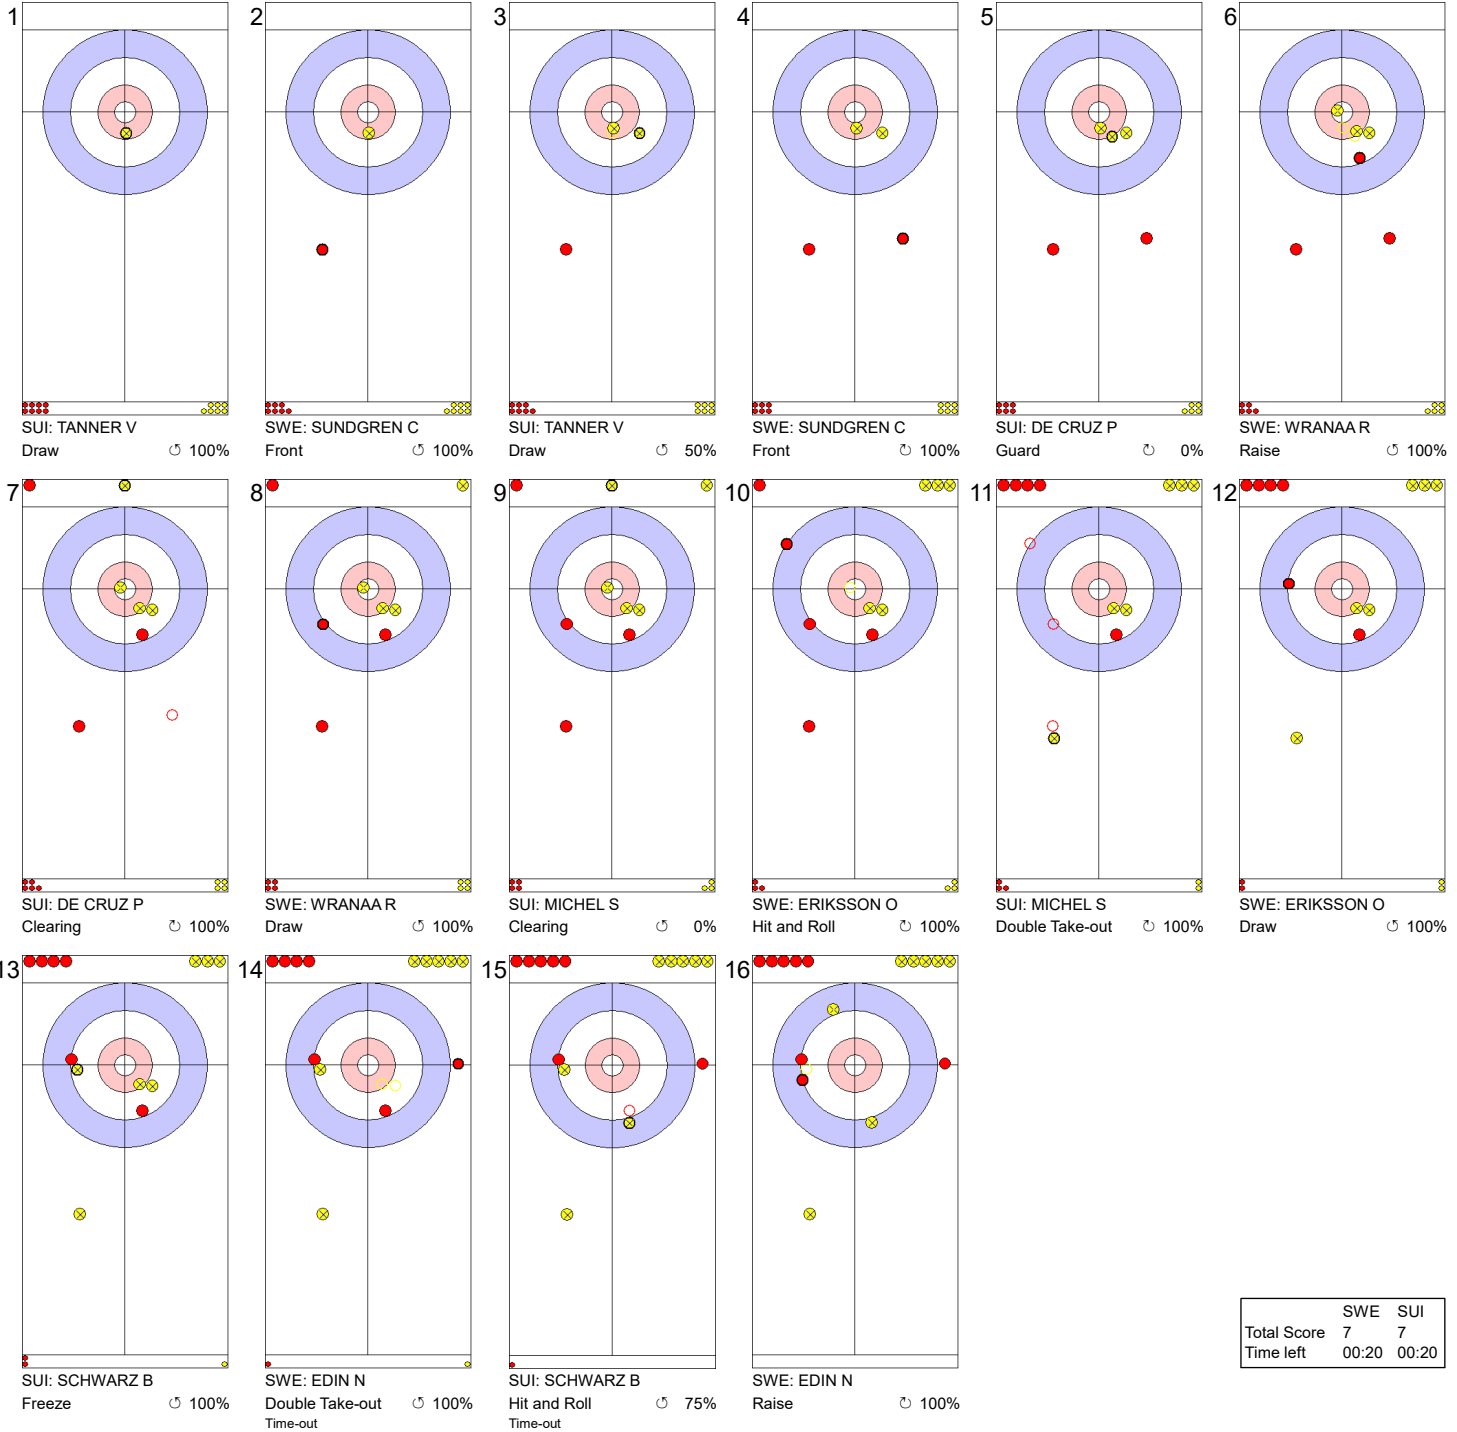 1
SUI: TANNER V
Draw ↺ 100%
2
SWE: SUNDGREN C
Front ↺ 100%
3
SUI: TANNER V
Draw ↺ 50%
4
SWE: SUNDGREN C
Front ↻ 100%
5
SUI: DE CRUZ P
Guard ↻ 0%
6
SWE: WRANAA R
Raise ↻ 100%
7
SUI: DE CRUZ P
Clearing ↻ 100%
8
SWE: WRANAA R
Draw ↺ 100%
9
SUI: MICHEL S
Clearing ↺ 0%
10
SWE: ERIKSSON O
Hit and Roll ↻ 100%
11
SUI: MICHEL S
Double Take-out ↻ 100%
12
SWE: ERIKSSON O
Draw ↺ 100%
13
SUI: SCHWARZ B
Freeze ↺ 100%
14
SWE: EDIN N
Double Take-out ↺ 100%
Time-out
15
SUI: SCHWARZ B
Hit and Roll ↺ 75%
Time-out
16
SWE: EDIN N
Raise ↻ 100%
SWE SUI
Total Score 7 7
Time left 00:20 00:20